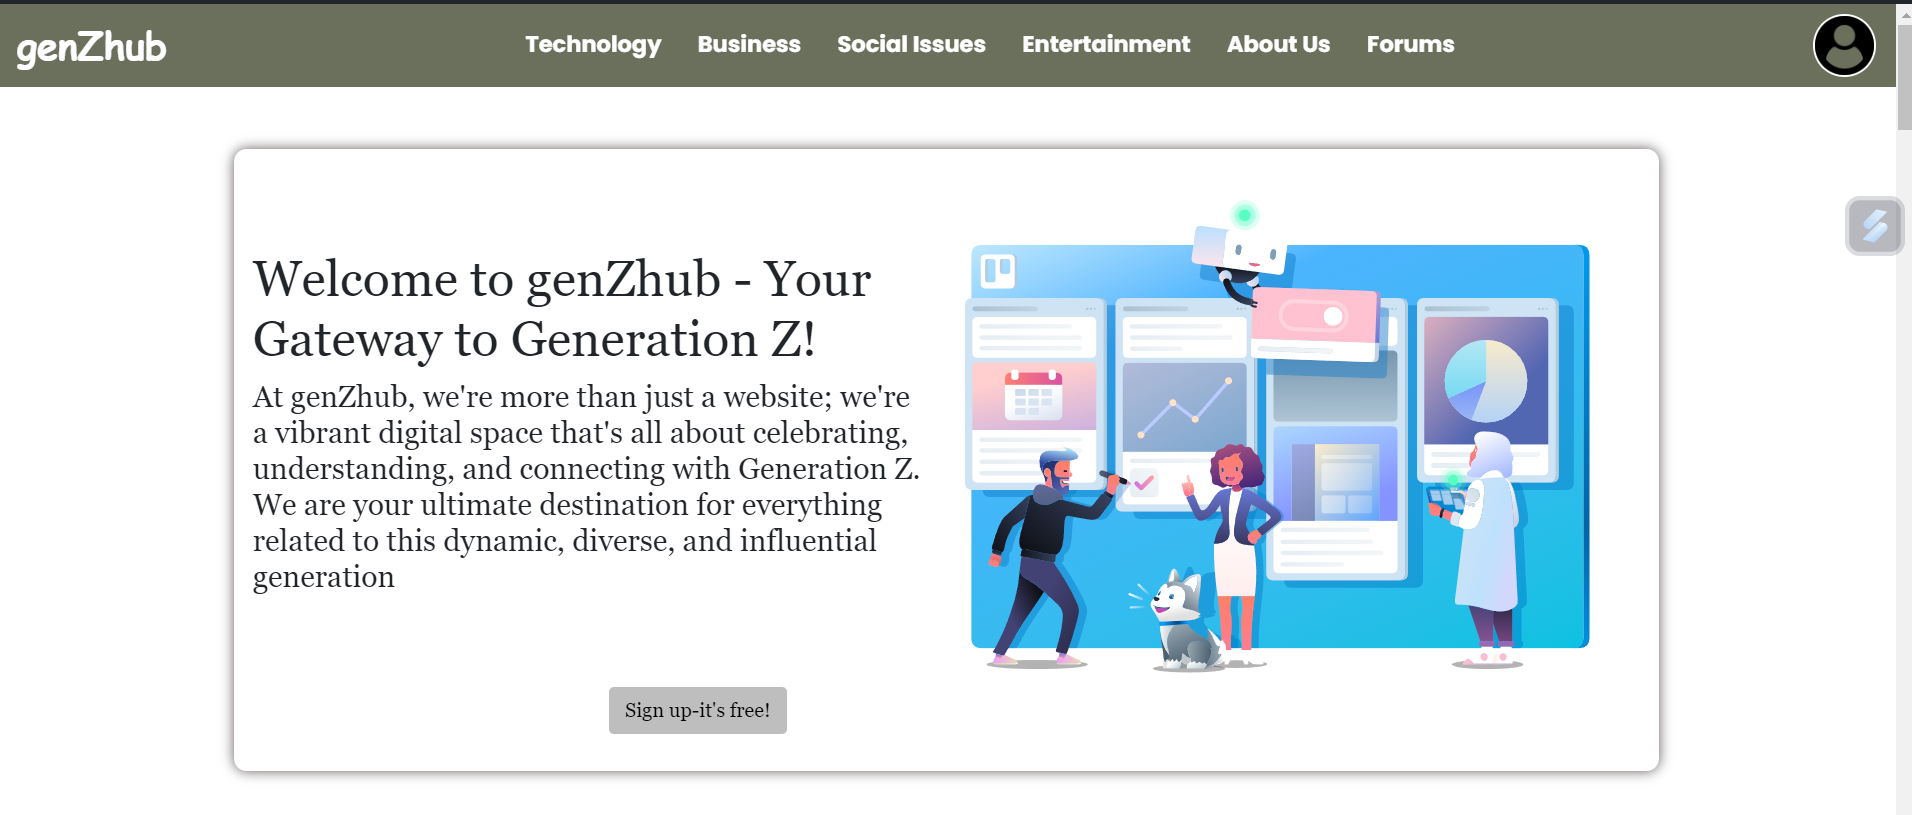 genZhub
Technology Business Social Issues Entertainment About Us Forums
Welcome to genZhub - Your
Gateway to Generation Z!
At genZhub, we're more than just a website; we're
a vibrant digital space that's all about celebrating,
understanding, and connecting with Generation Z.
We are your ultimate destination for everything
related to this dynamic, diverse, and influential
generation
Sign up-it's free!